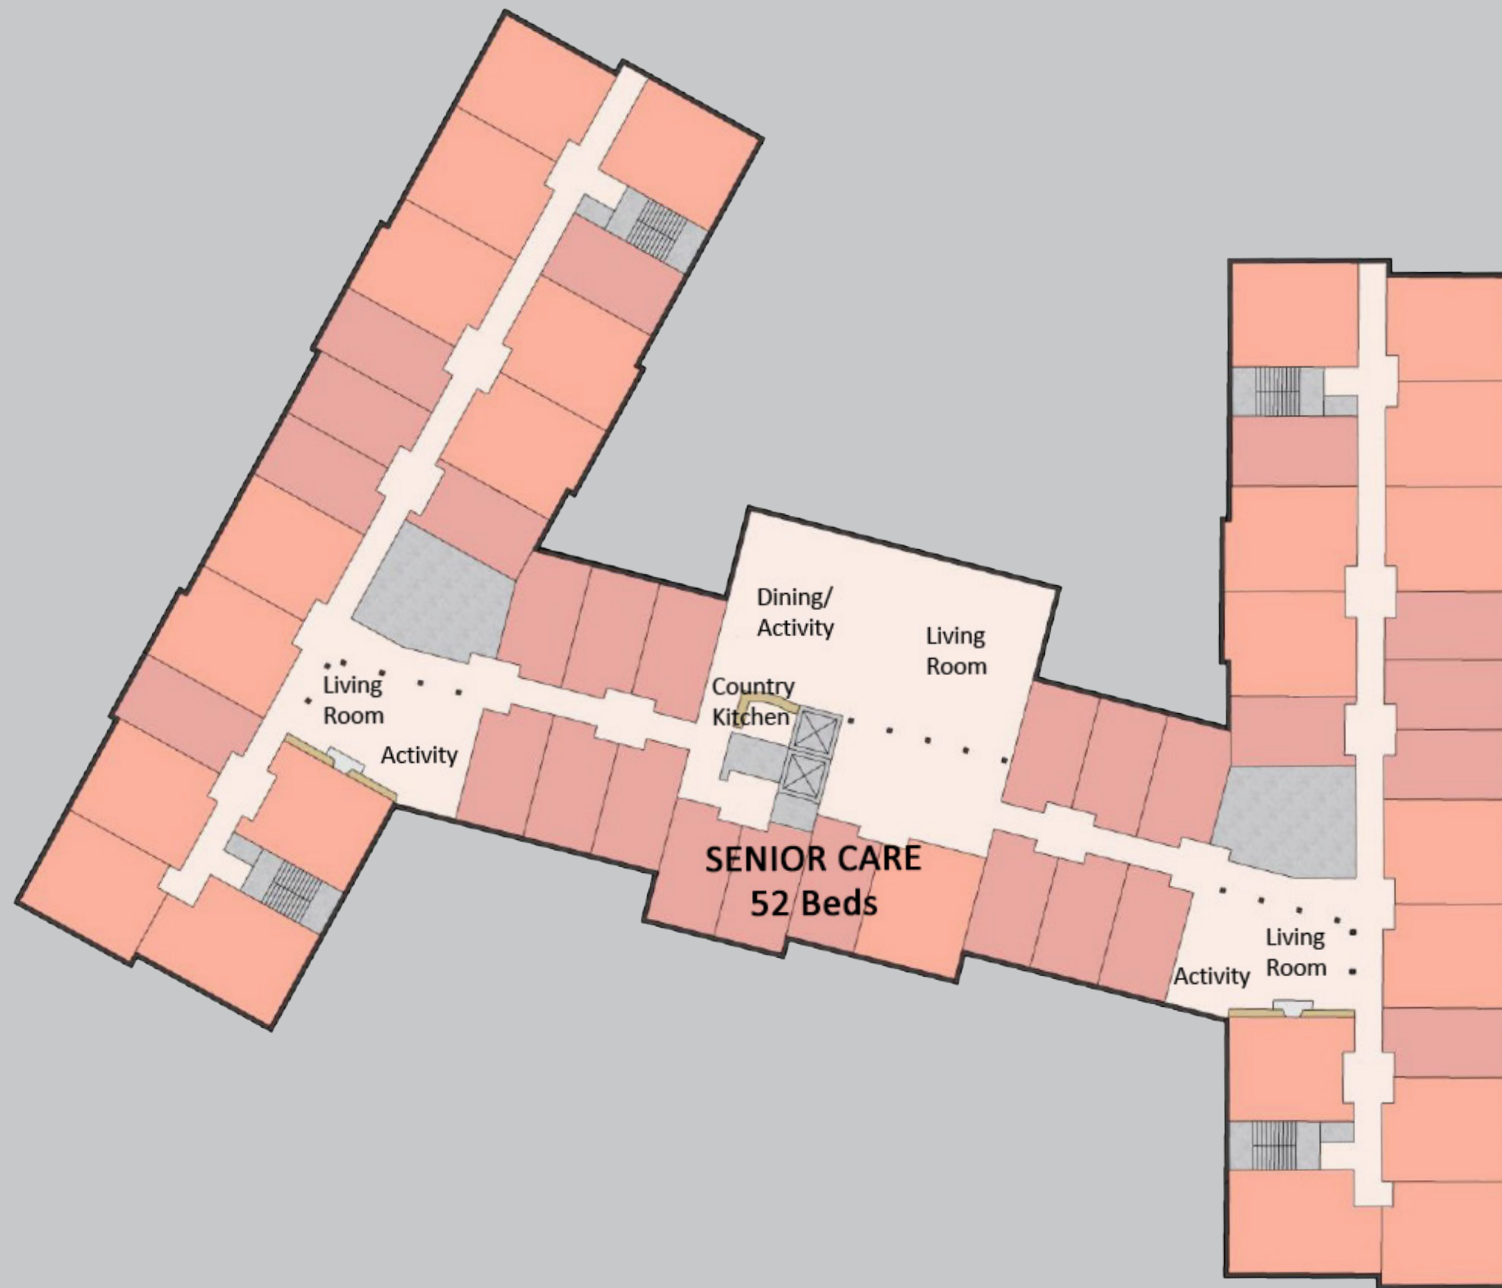 Dining/
Activity
Living
Room
Country
Kitchen
Living
Room
Activity
SENIOR CARE
52 Beds
Living
Room
Activity